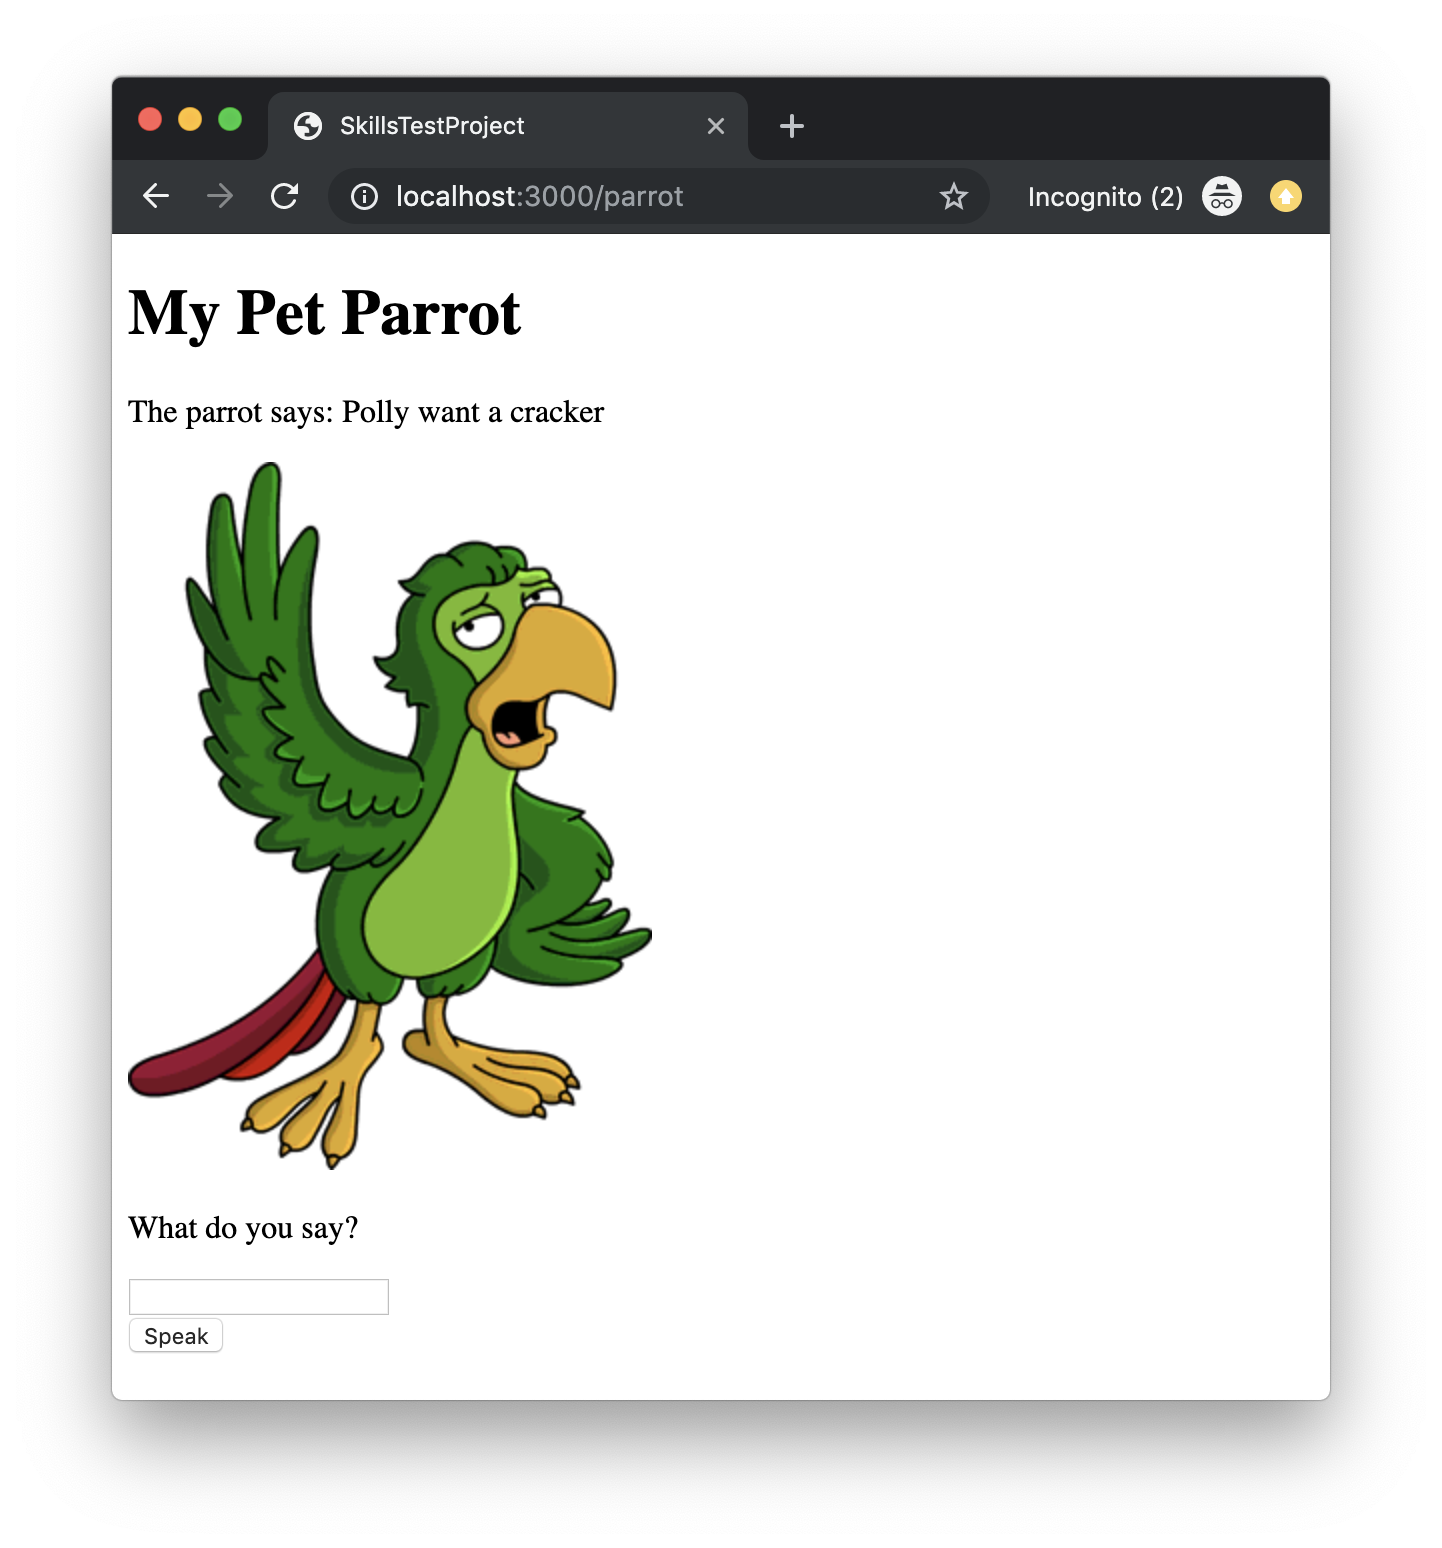 SkillsTestProject
localhost:3000/parrot
Incognito (2)
My Pet Parrot
The parrot says: Polly want a cracker
What do you say?
Speak